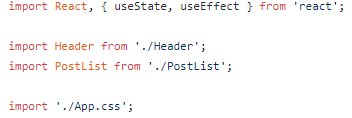 import React, { useState, useEffect } from 'react';
import Header from './Header';
import PostList from './PostList';
import './App.css';